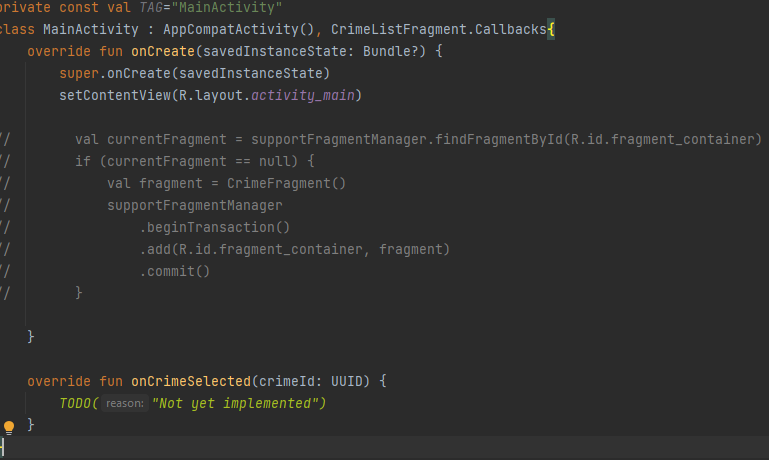 private const val TAG="MainActivity"
class MainActivity : AppCompatActivity(), CrimeListFragment.Callbacks{
override fun onCreate(savedInstanceState: Bundle?) {
super.onCreate(savedInstanceState)
setContentView(R.layout.activity_main)
// val currentFragment = supportFragmentManager.findFragmentById(R.id.fragment_container)
// if (currentFragment == null) {
// val fragment = CrimeFragment()
// supportFragmentManager
// .beginTransaction()
// .add(R.id.fragment_container, fragment)
// .commit()
// }
}
override fun onCrimeSelected(crimeId: UUID) {
TODO( reason: "Not yet implemented")
}
}